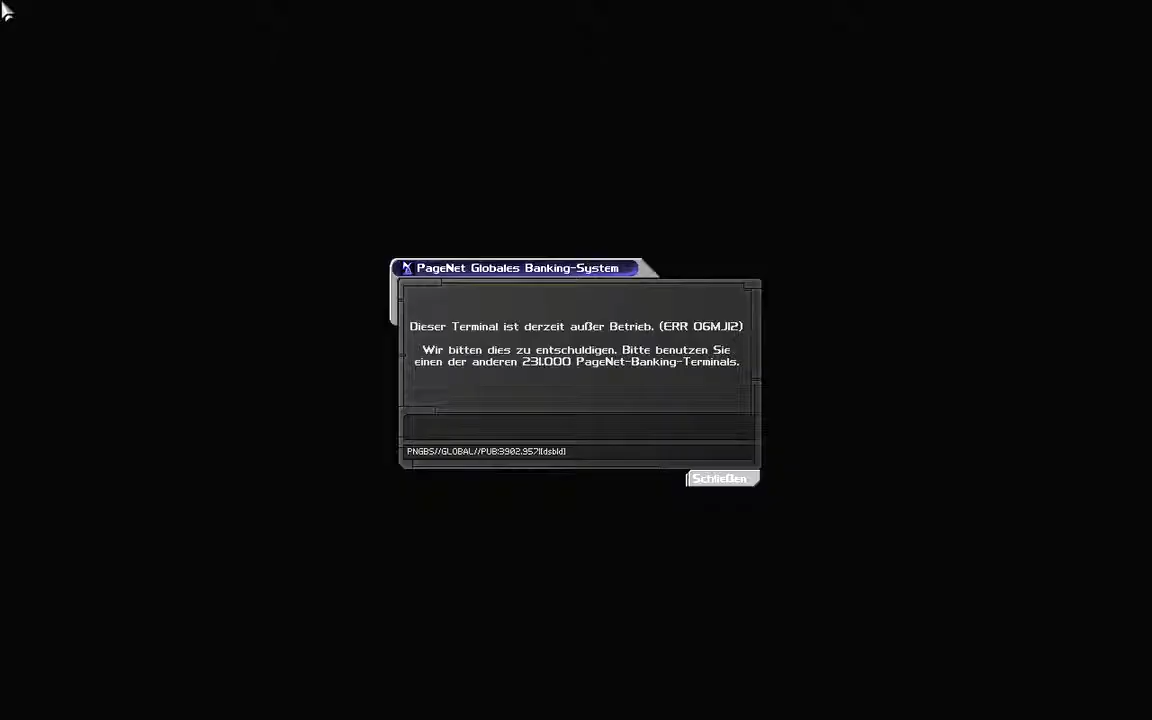 PageNet Globales Banking-System
Dieser Terminal ist derzeit außer Betrieb. (ERR 06MJ12)
Wir bitten dies zu entschuldigen. Bitte benutzen Sie
einen der anderen 231.000 PageNet-Banking-Terminals.
PNGBS//GLOBAL//PUB:3902.957[dsbld]
Schließen